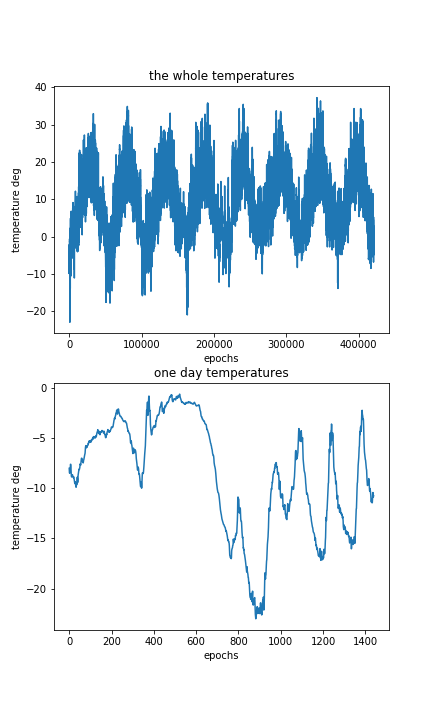 the whole temperatures
temperature deg
40
30
20
10
0
−10
−20
0 100000 200000 300000 400000
epochs
one day temperatures
temperature deg
0
−5
−10
−15
−20
0 200 400 600 800 1000 1200 1400
epochs